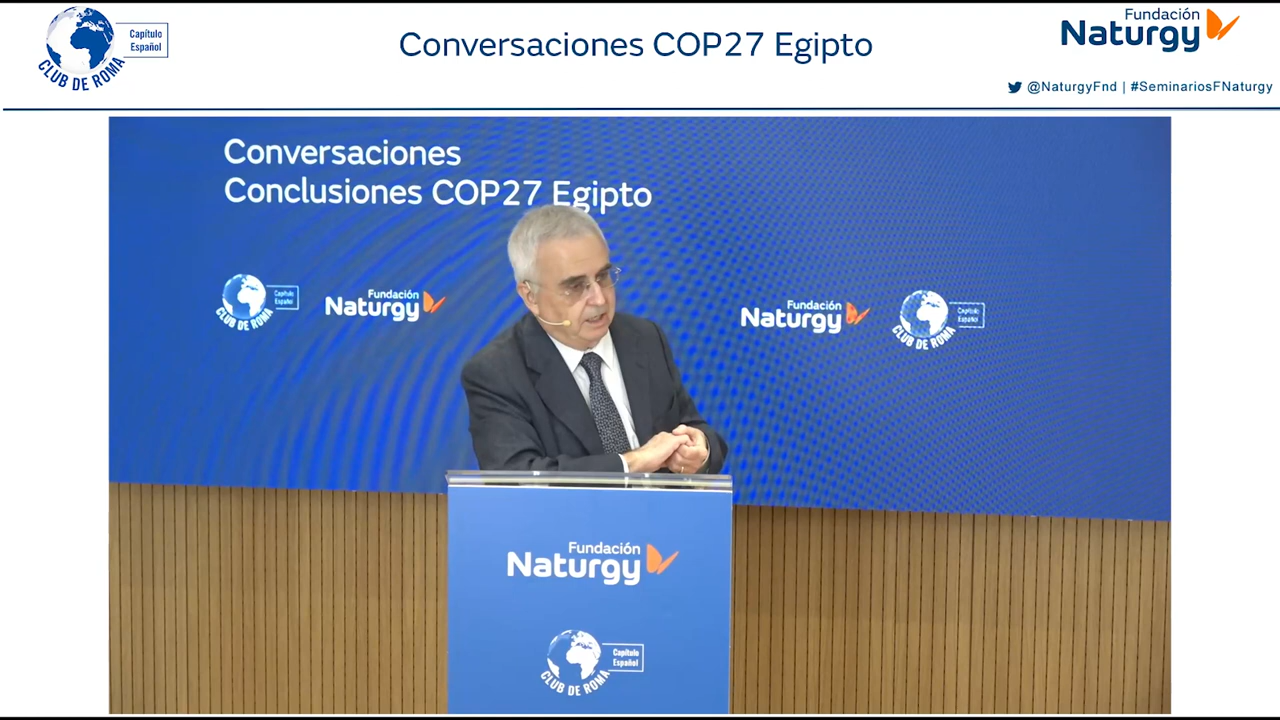 Capítulo
Español
CLUB DE ROMA
Conversaciones COP27 Egipto
Fundación
Naturgy
@NaturgyFnd | #SeminariosFNaturgy
Conversaciones
Conclusiones COP27 Egipto
Capítulo
Español
CLUB DE ROMA
Fundación
Naturgy
Fundación
Naturgy
Capítulo
Español
CLUB DE ROMA
Fundación
Naturgy
Capítulo
Español
CLUB DE ROMA